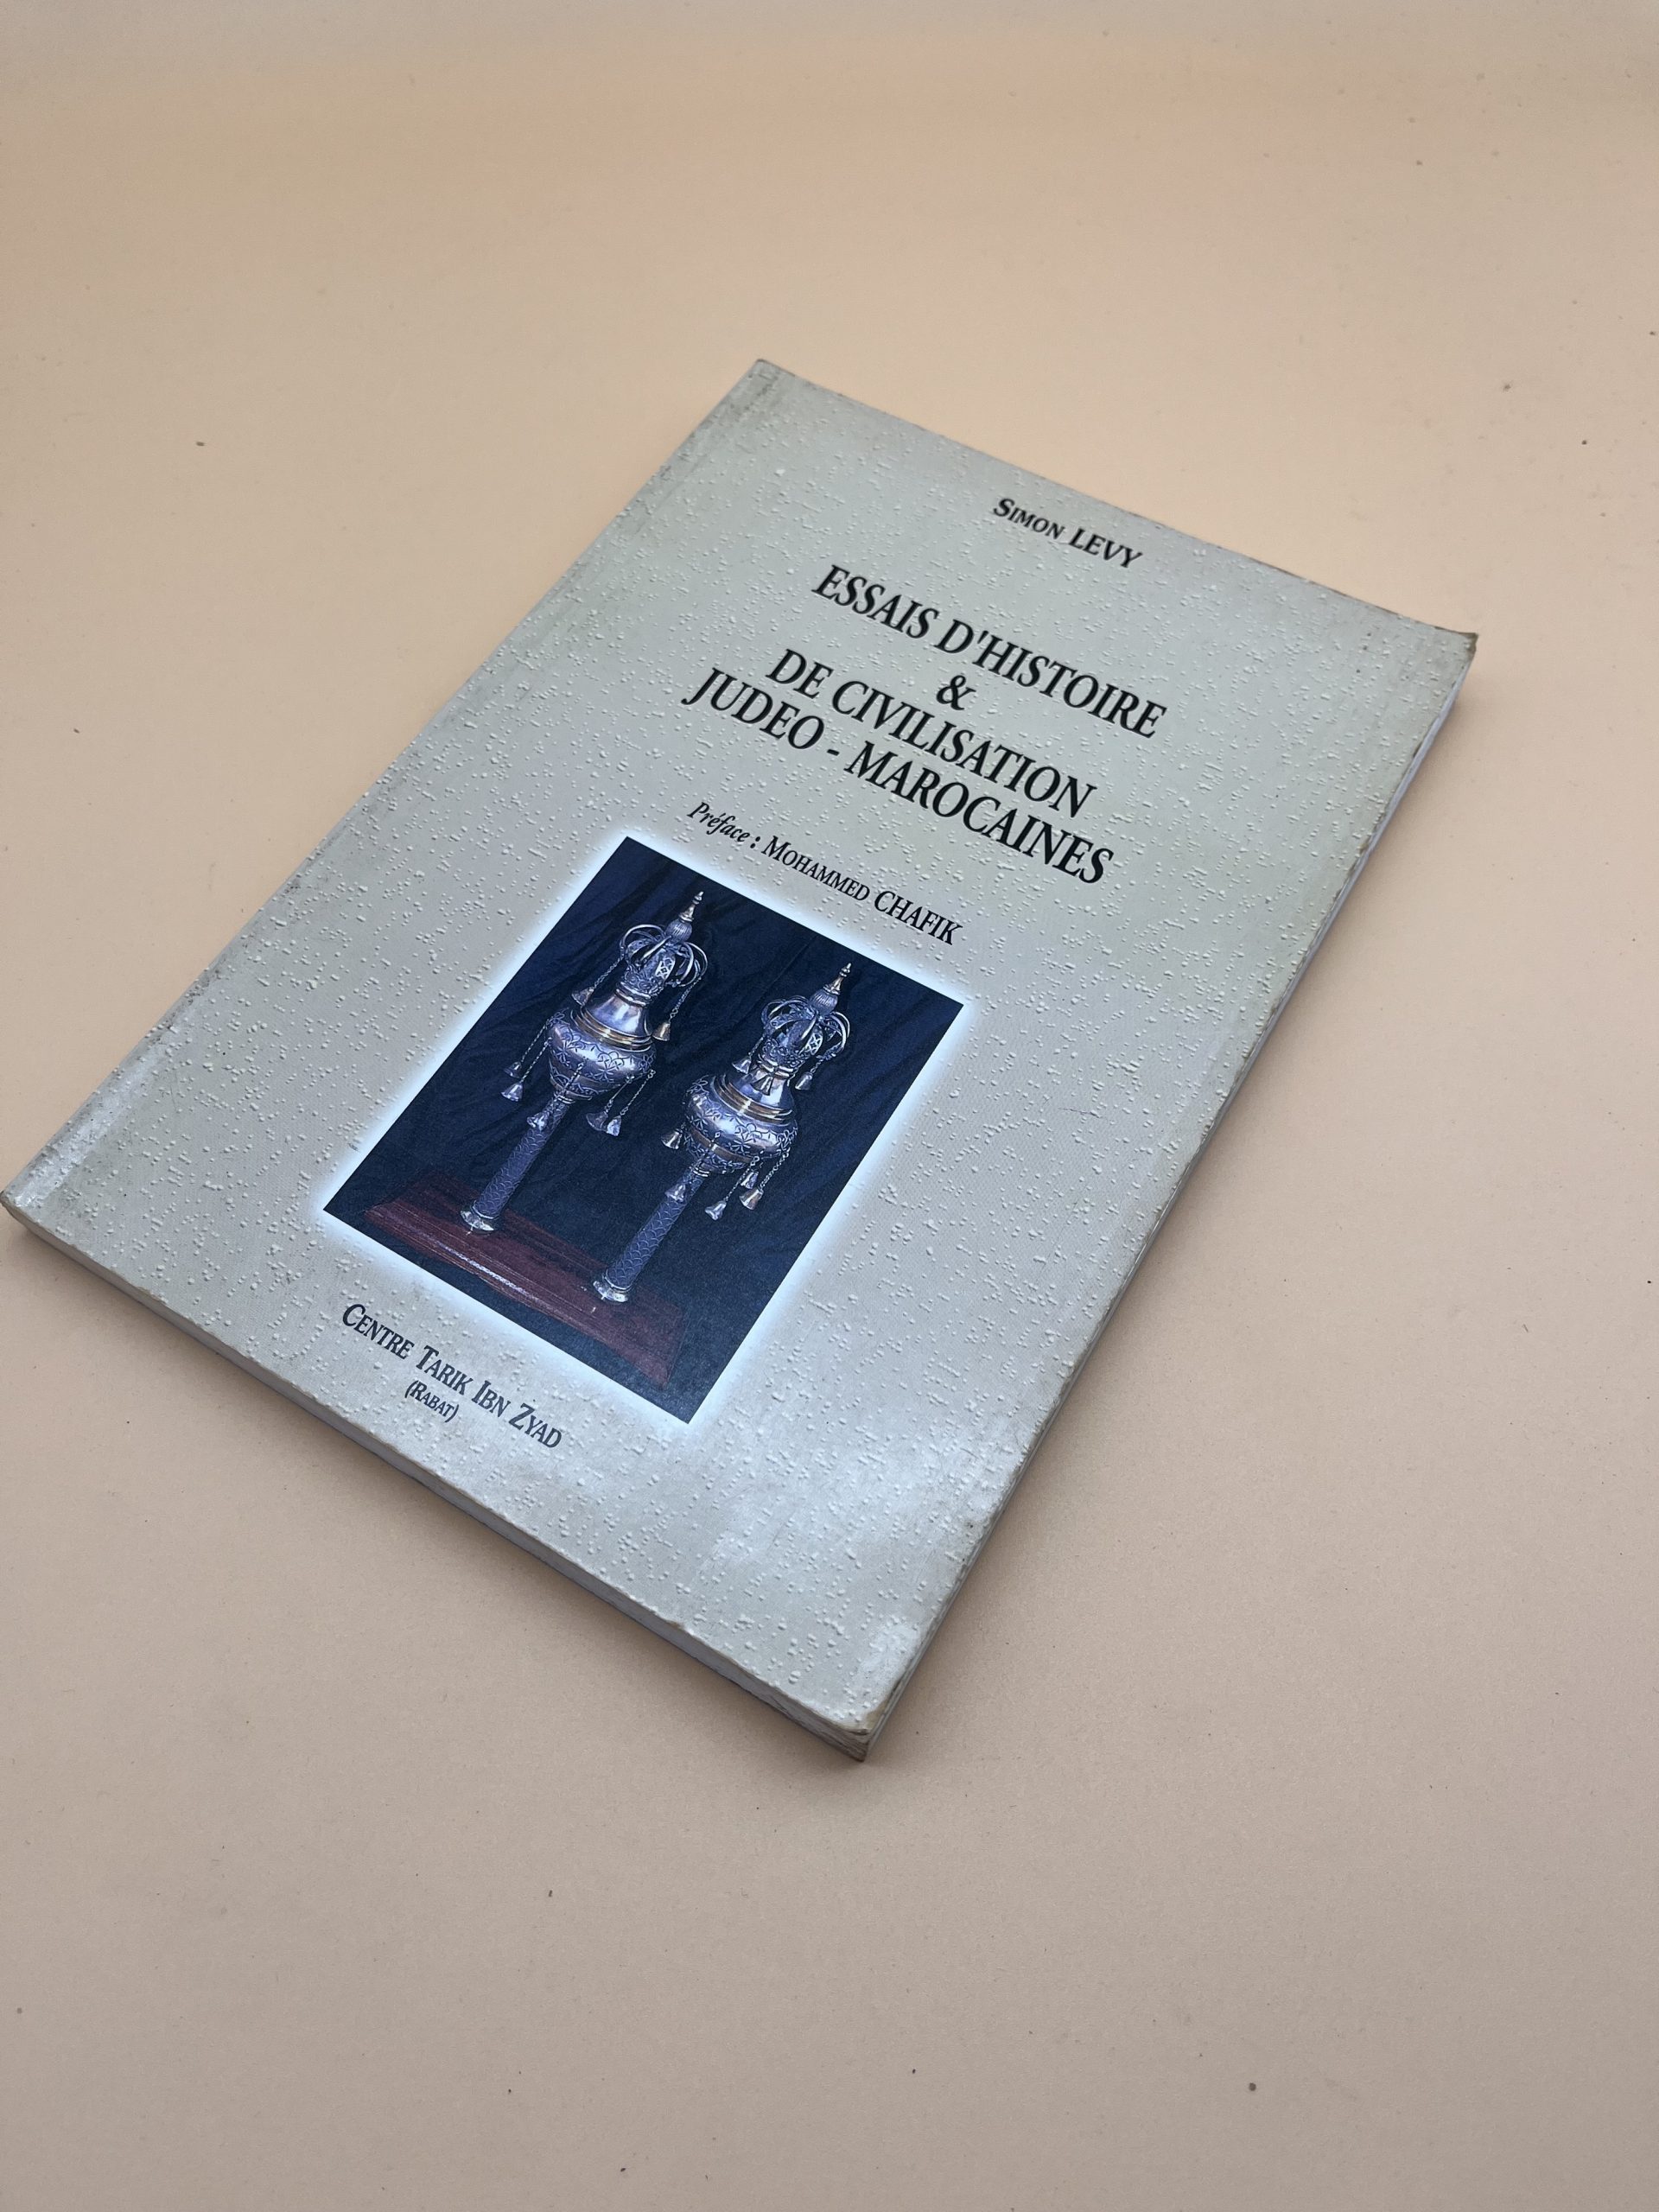 SIMON LEVY
ESSAIS D'HISTOIRE
&
DE CIVILISATION
JUDEO - MAROCAINES
Préface : MOHAMMED CHAFIK
CENTRE TARIK IBN ZYAD
(RABAT)